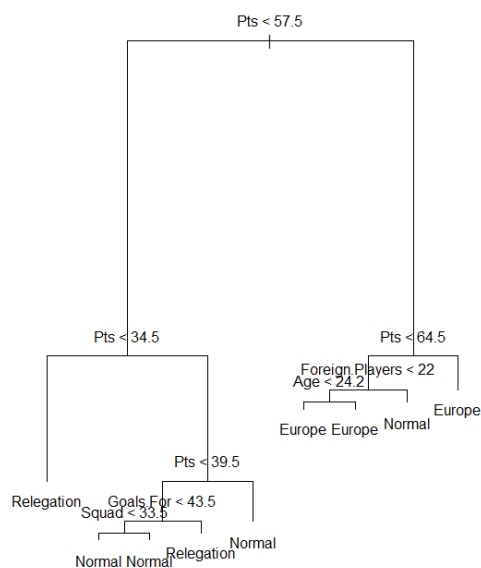 Pts < 57.5
Pts < 34.5
Pts < 64.5
Foreign.Players < 22
Age < 24.2
Europe
Europe Europe
Normal
Pts < 39.5
Relegation
Goals For < 43.5
Squad < 33.5
Normal
Relegation
Normal Normal